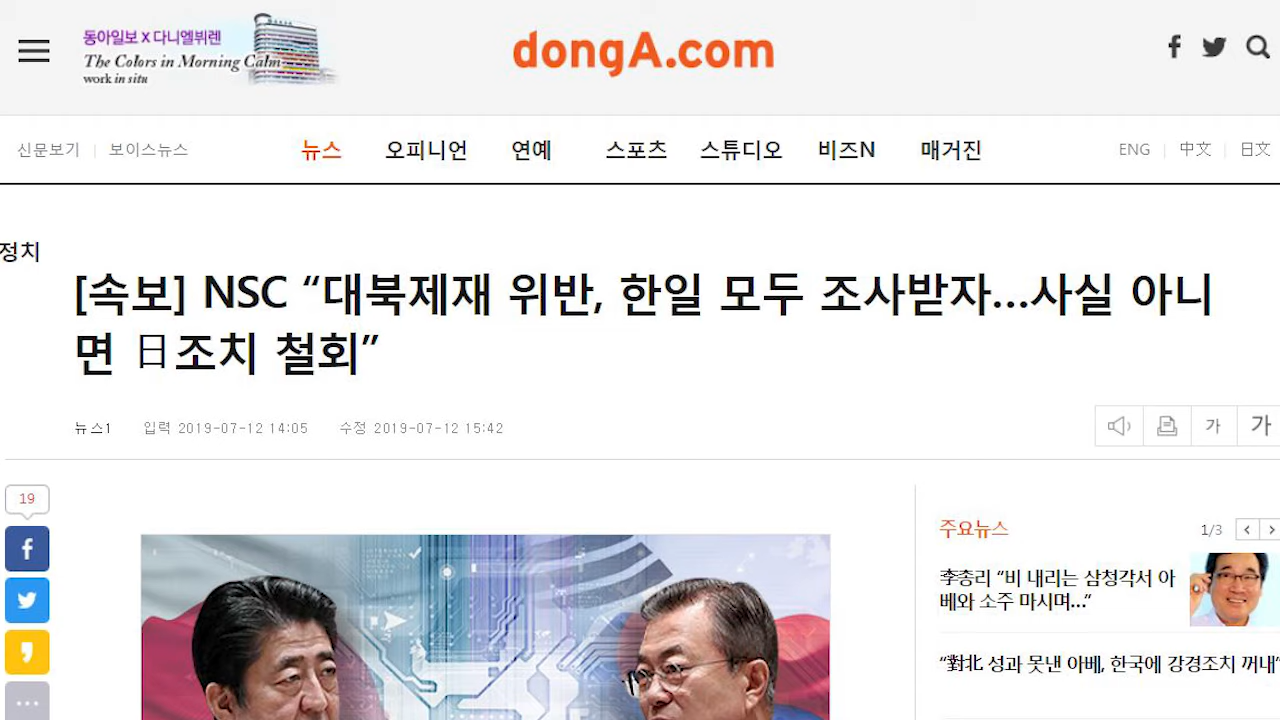 동아일보 X 다니엘뷔렌
The Colors in Morning Calm
work in situ
dongA.com
신문보기 | 보이스뉴스
뉴스 오피니언 연예 스포츠 스튜디오 비즈N 매거진
ENG | 中文 | 日文
정치
[속보] NSC “대북제재 위반, 한일 모두 조사받자…사실 아니
면 日조치 철회”
뉴스1 입력 2019-07-12 14:05 수정 2019-07-12 15:42
가 가
19
주요뉴스 1/3
李총리 “비 내리는 삼청각서 아
베와 소주 마시며…”
“對北 성과 못낸 아베, 한국에 강경조치 꺼내”